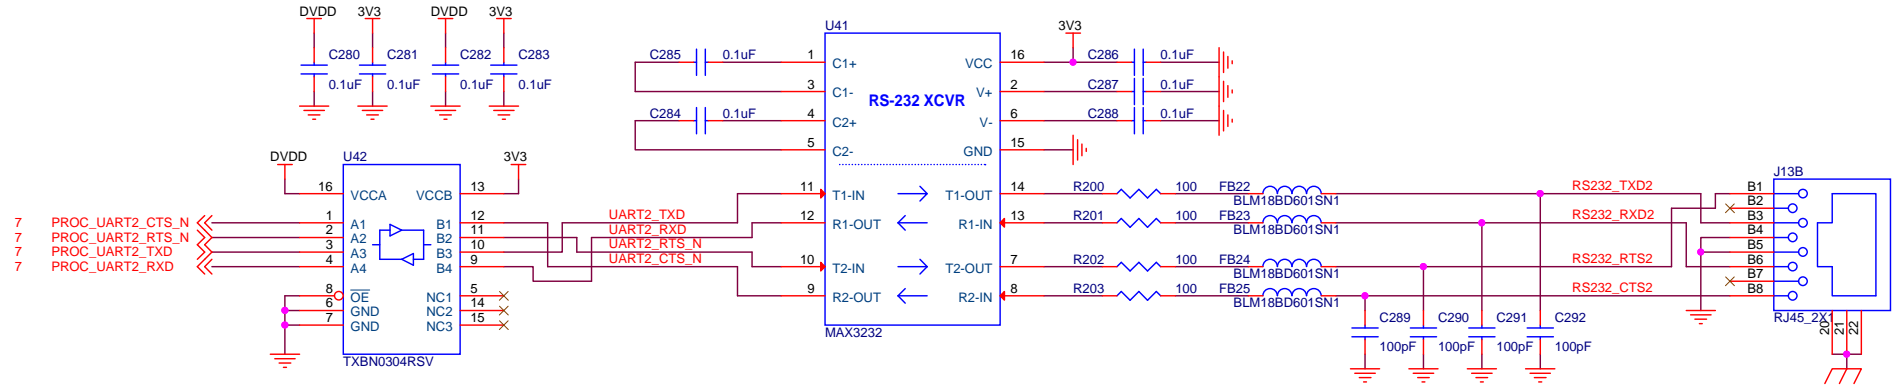 DVDD 3V3 DVDD 3V3
C280 C281 C282 C283
0.1uF 0.1uF 0.1uF 0.1uF
U41
3V3
C285 0.1uF 1 C1+ VCC 16 C286 0.1uF
3 C1- V+ 2 C287 0.1uF
RS-232 XCVR
C284 0.1uF 4 C2+ V- 6 C288 0.1uF
5 C2- GND 15
11 T1-IN T1-OUT 14 R200 100 FB22 BLM18BD601SN1 RS232_TXD2
12 R1-OUT R1-IN 13 R201 100 FB23 BLM18BD601SN1 RS232_RXD2
10 T2-IN T2-OUT 7 R202 100 FB24 BLM18BD601SN1 RS232_RTS2
9 R2-OUT R2-IN 8 R203 100 FB25 BLM18BD601SN1 RS232_CTS2
MAX3232
DVDD U42 3V3
16 VCCA VCCB 13
7 PROC_UART2_CTS_N 1 A1 B1 12 UART2_TXD
7 PROC_UART2_RTS_N 2 A2 B2 11 UART2_RXD
7 PROC_UART2_TXD 3 A3 B3 10 UART2_RTS_N
7 PROC_UART2_RXD 4 A4 B4 9 UART2_CTS_N
8 OE NC1 5
6 GND NC2 14
7 GND NC3 15
TXBN0304RSV
C289 C290 C291 C292
100pF 100pF 100pF 100pF
J13B
B1
B2
B3
B4
B5
B6
B7
B8
RJ45_2X1
20 21 22